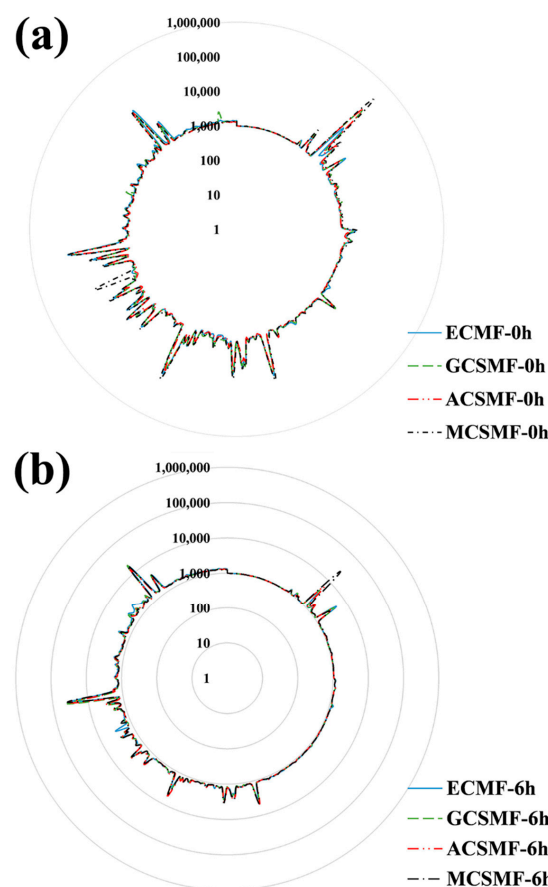 (a)
1,000,000
100,000
10,000
1,000
100
10
1
ECMF-0h
GCSMF-0h
ACSMF-0h
MCSMF-0h
(b)
1,000,000
100,000
10,000
1,000
100
10
1
ECMF-6h
GCSMF-6h
ACSMF-6h
MCSMF-6h